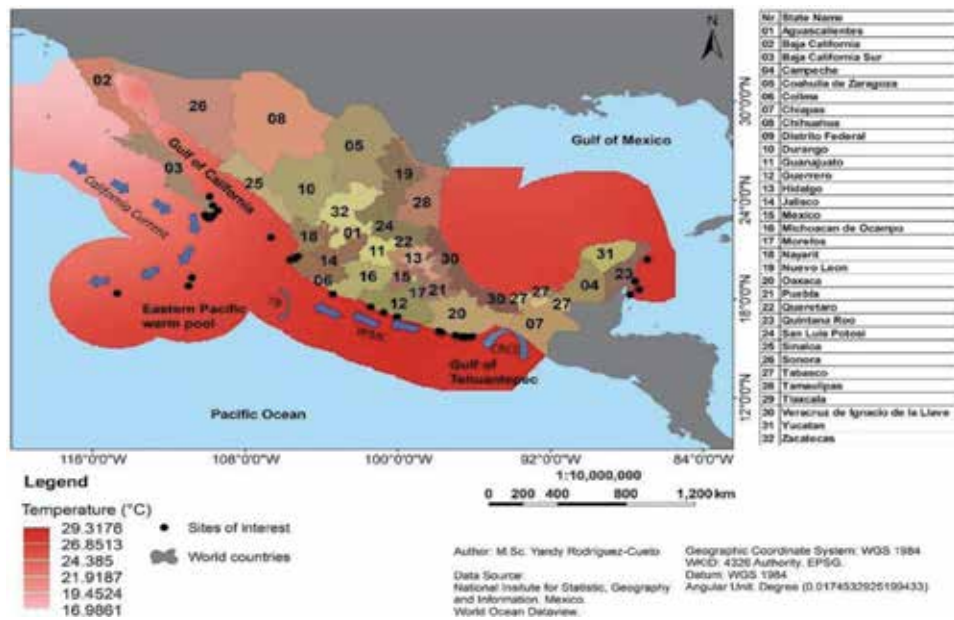 N
02
26
08
05
03
25
10
19
28
32
24
01
18
11
22
14
13
30
06
16
15
17
21
12
20
30
27
27
27
07
31
23
04
Gulf of Mexico
Gulf of California
California Current
Eastern Pacific
warm pool
Gulf of
Tehuantepec
Pacific Ocean
30°0'0"N
24°0'0"N
18°0'0"N
12°0'0"N
116°0'0"W
108°0'0"W
100°0'0"W
92°0'0"W
84°0'0"W
Nr State Name
01 Aguascalientes
02 Baja California
03 Baja California Sur
04 Campeche
05 Coahuila de Zaragoza
06 Colima
07 Chiapas
08 Chihuahua
09 Distrito Federal
10 Durango
11 Guanajuato
12 Guerrero
13 Hidalgo
14 Jalisco
15 Mexico
16 Michoacan de Ocampo
17 Morelos
18 Nayarit
19 Nuevo Leon
20 Oaxaca
21 Puebla
22 Queretaro
23 Quintana Roo
24 San Luis Potosi
25 Sinaloa
26 Sonora
27 Tabasco
28 Tamaulipas
29 Tlaxcala
30 Veracruz de Ignacio de la Llave
31 Yucatan
32 Zacatecas
Legend
Temperature (°C)
29.3176
26.8513
24.385
21.9187
19.4524
16.9861
Sites of interest
World countries
1:10,000,000
0 200 400 800 1,200 km
Author: M.Sc. Yandy Rodriguez-Cueto
Data Source:
National Insitute for Statistic, Geography
and Information. Mexico.
World Ocean Dataview.
Geographic Coordinate System: WGS 1984
WKID: 4326 Authority: EPSG.
Datum: WGS 1984
Angular Unit: Degree (0.0174532925199433)